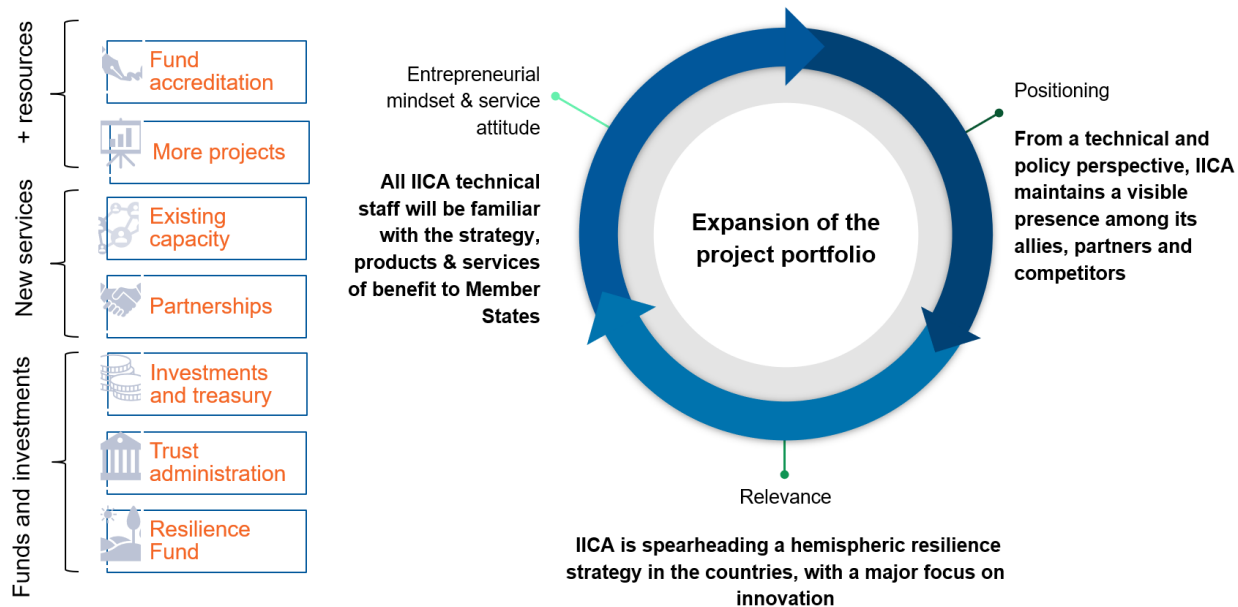 + resources
Fund
accreditation
More projects
New services
Existing
capacity
Partnerships
Funds and investments
Investments
and treasury
Trust
administration
Resilience
Fund
Entrepreneurial
mindset & service
attitude
All IICA technical
staff will be familiar
with the strategy,
products & services
of benefit to Member
States
Expansion of the
project portfolio
Positioning
From a technical and
policy perspective, IICA
maintains a visible
presence among its
allies, partners and
competitors
Relevance
IICA is spearheading a hemispheric resilience
strategy in the countries, with a major focus on
innovation